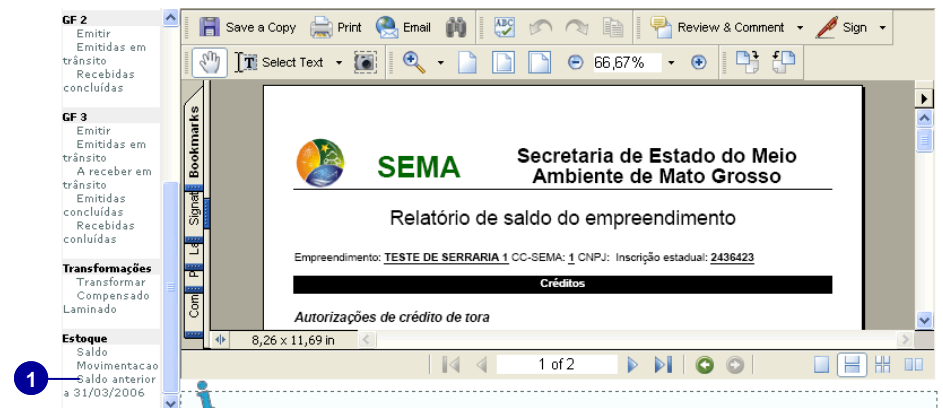 GF 2
Emitir
Emitidas em
trânsito
Recebidas
concluídas
GF 3
Emitir
Emitidas em
trânsito
A receber em
trânsito
Emitidas
concluídas
Recebidas
conluídas
Transformações
Transformar
Compensado
Laminado
Estoque
Saldo
Movimentacao
Saldo anterior
a 31/03/2006
1
Save a Copy Print Email Review & Comment Sign
Select Text 66,67%
Bookmarks
Signat
La
P
Com
SEMA
Secretaria de Estado do Meio
Ambiente de Mato Grosso
Relatório de saldo do empreendimento
Empreendimento: TESTE DE SERRARIA 1 CC-SEMA: 1 CNPJ: Inscrição estadual: 2436423
Créditos
Autorizações de crédito de tora
8,26 x 11,69 in
1 of 2